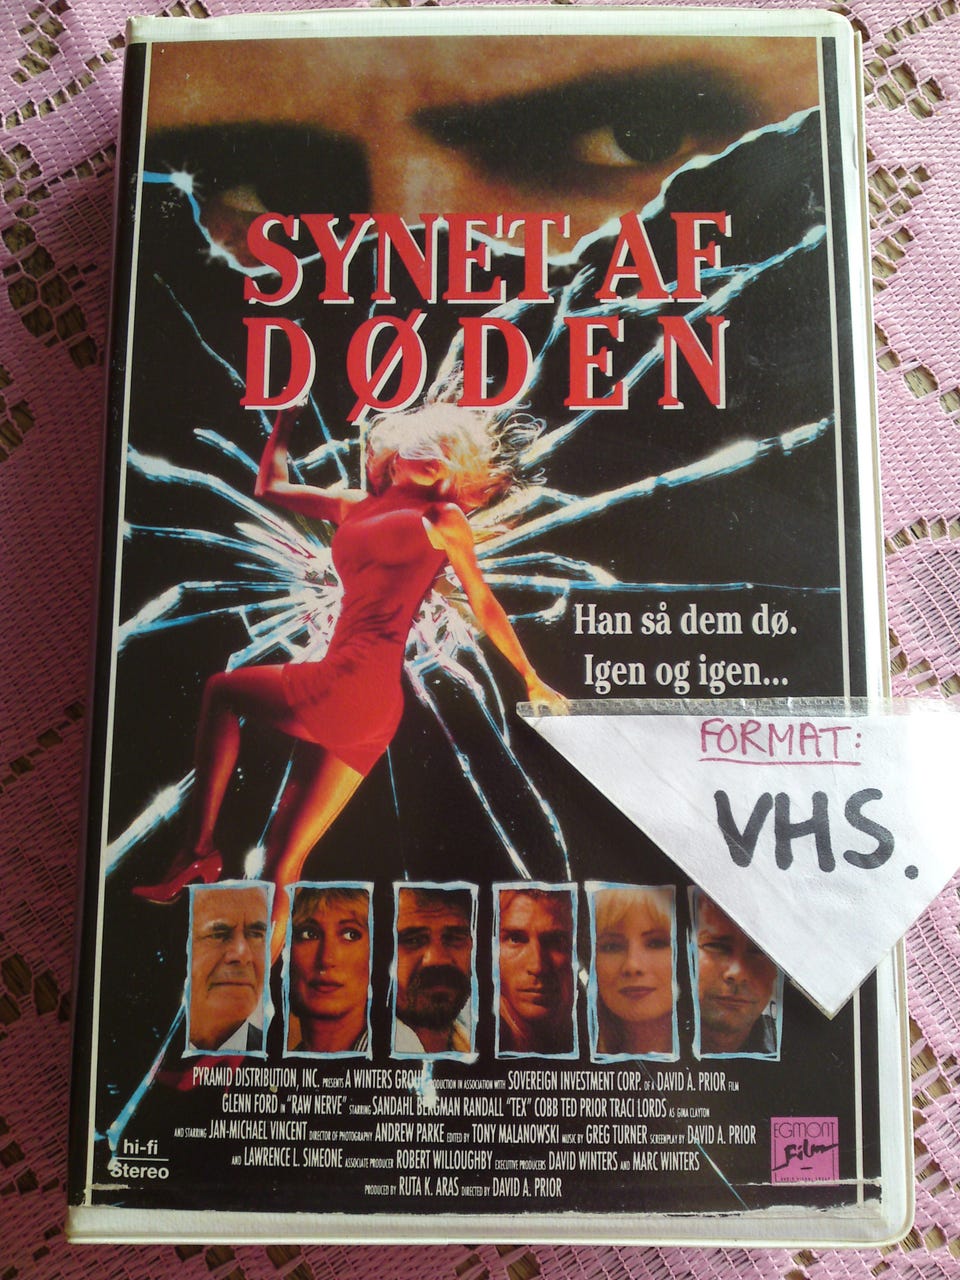 SYNET AF
DØDEN
Han så dem dø.
Igen og igen...
FORMAT:
VHS.
PYRAMID DISTRIBUTION, INC. PRESENTS A WINTERS GROUP PRODUCTION IN ASSOCIATION WITH SOVEREIGN INVESTMENT CORP. OF A DAVID A. PRIOR FILM
GLENN FORD IN "RAW NERVE" STARRING SANDAHL BERGMAN RANDALL "TEX" COBB TED PRIOR TRACI LORDS AS GINA CLAYTON
AND STARRING JAN-MICHAEL VINCENT DIRECTOR OF PHOTOGRAPHY ANDREW PARKE EDITED BY TONY MALANOWSKI MUSIC BY GREG TURNER SCREENPLAY BY DAVID A. PRIOR
AND LAWRENCE L. SIMEONE ASSOCIATE PRODUCER ROBERT WILLOUGHBY EXECUTIVE PRODUCERS DAVID WINTERS AND MARC WINTERS
PRODUCED BY RUTA K. ARAS DIRECTED BY DAVID A. PRIOR
hi-fi
Stereo
EGMONT
Film